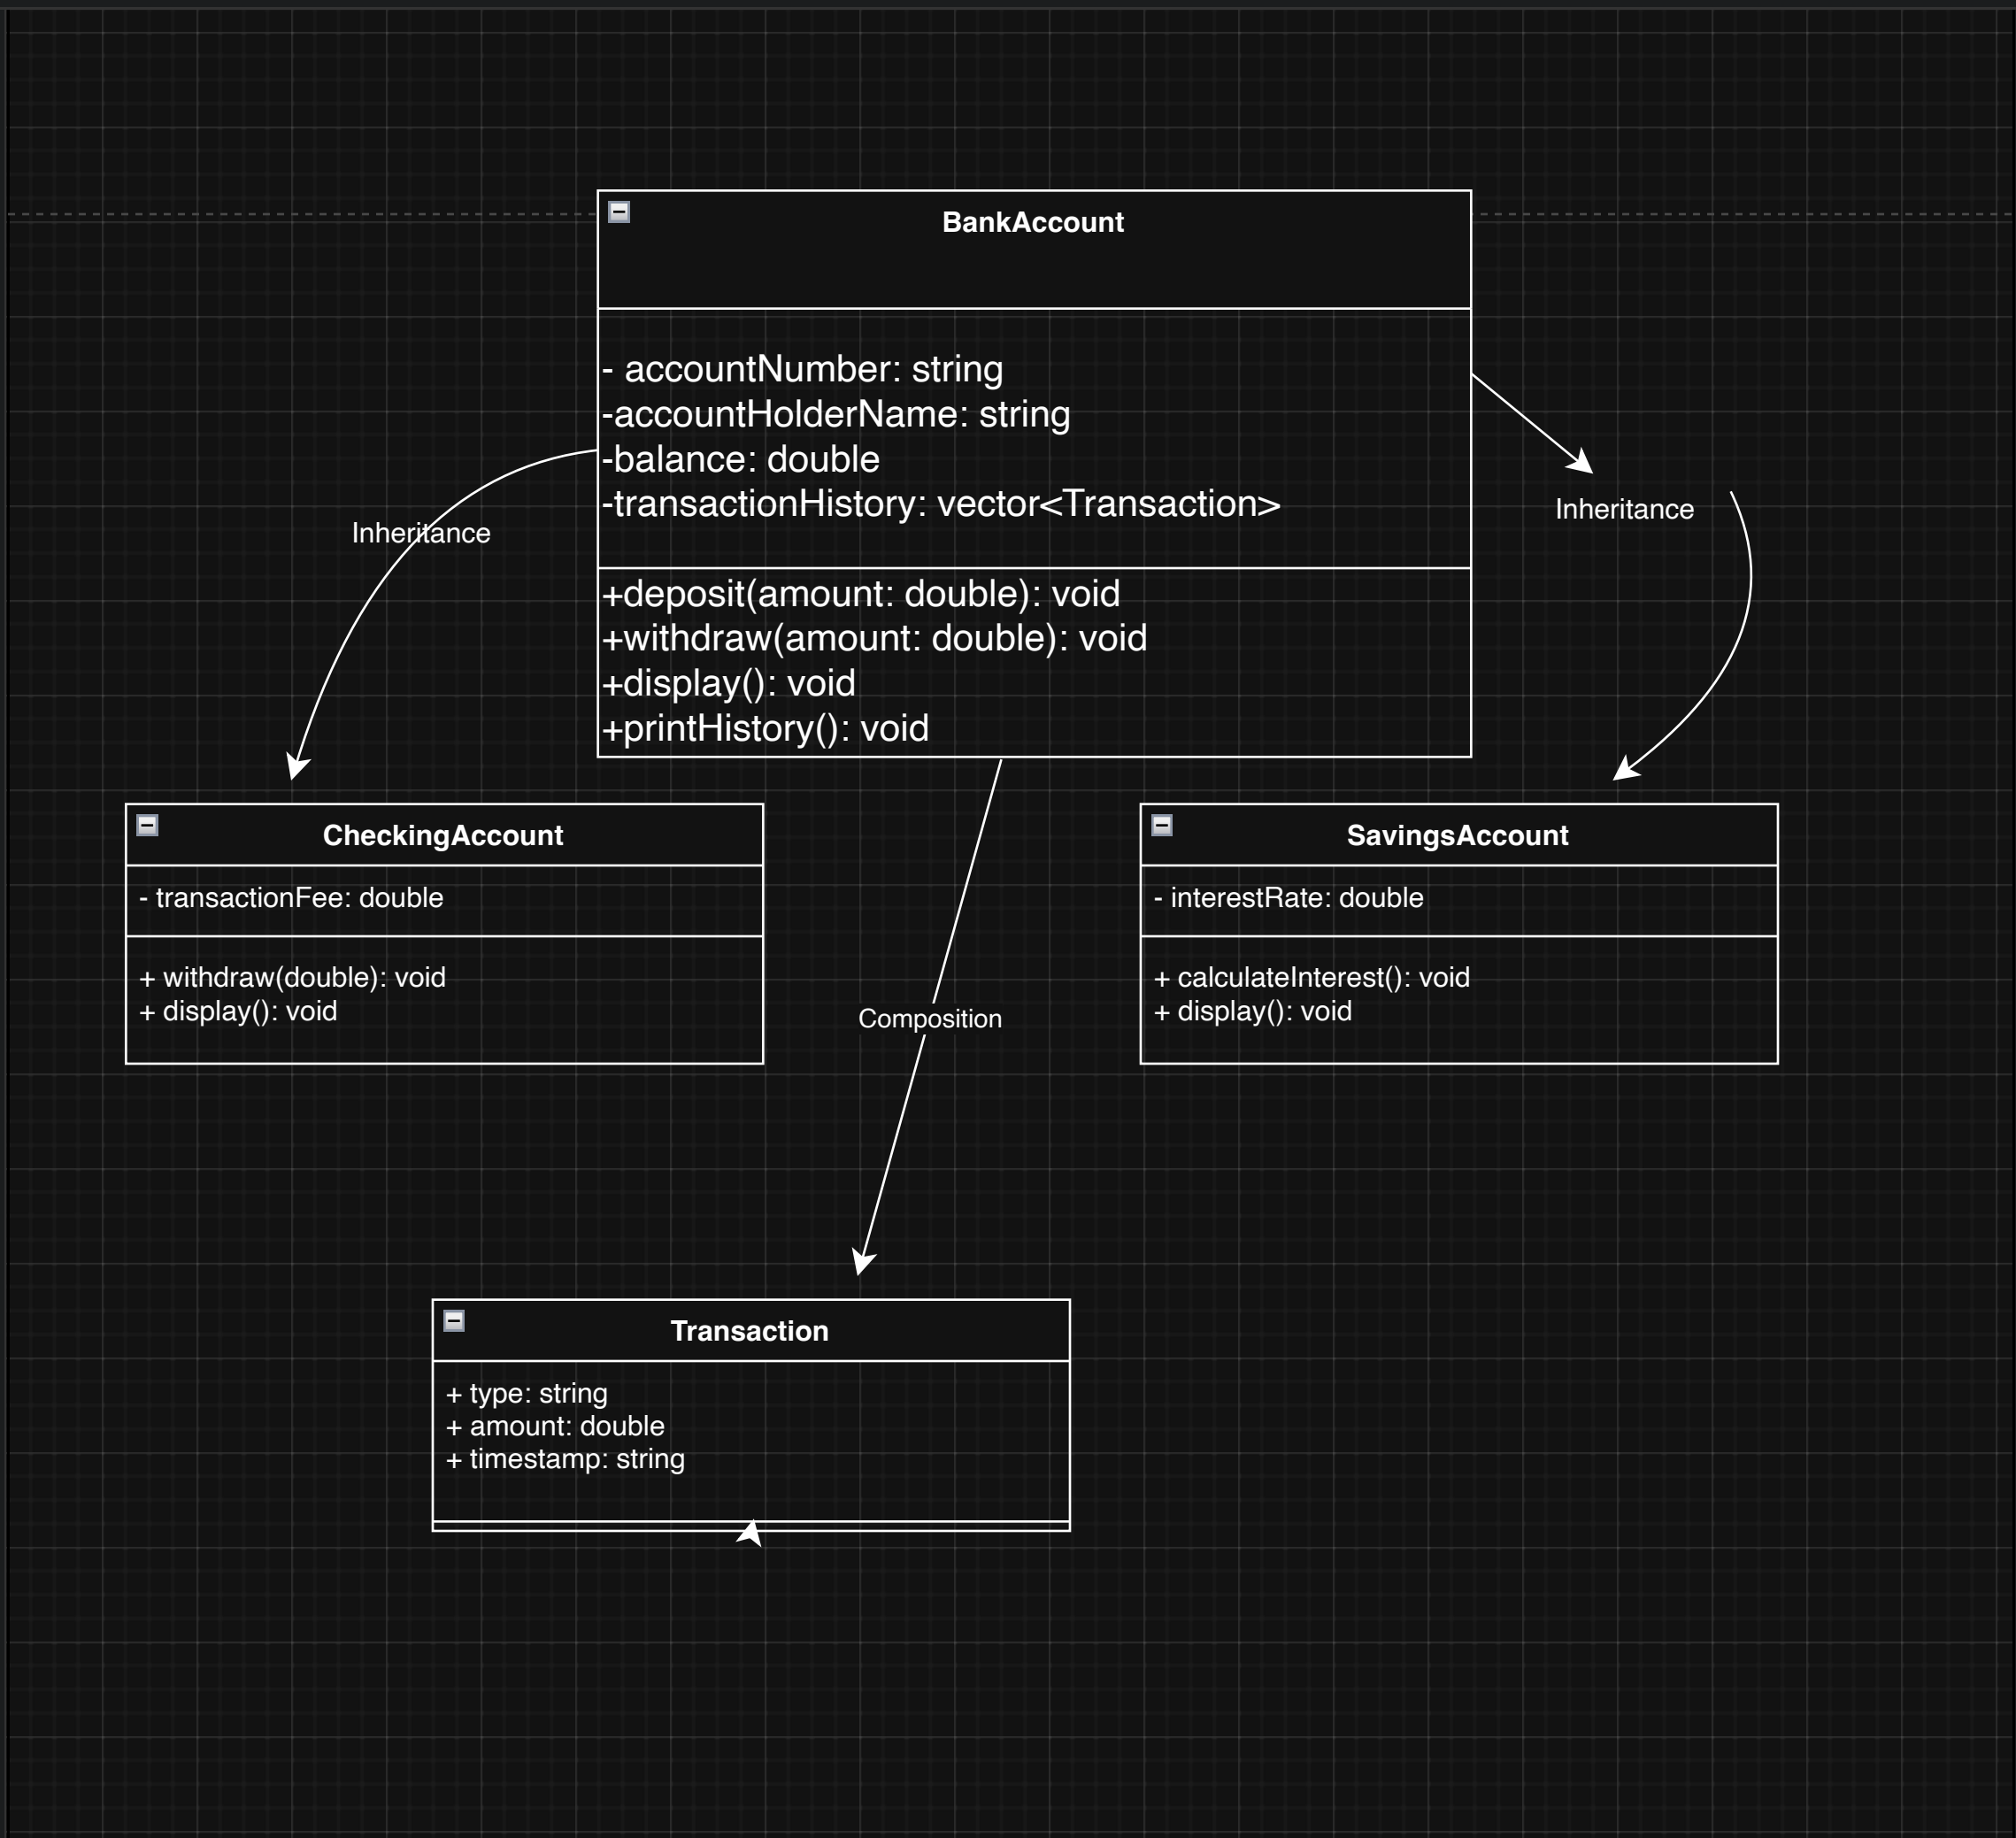 BankAccount
- accountNumber: string
-accountHolderName: string
-balance: double
-transactionHistory: vector<Transaction>
+deposit(amount: double): void
+withdraw(amount: double): void
+display(): void
+printHistory(): void
Inheritance
Inheritance
CheckingAccount
- transactionFee: double
+ withdraw(double): void
+ display(): void
SavingsAccount
- interestRate: double
+ calculateInterest(): void
+ display(): void
Composition
Transaction
+ type: string
+ amount: double
+ timestamp: string